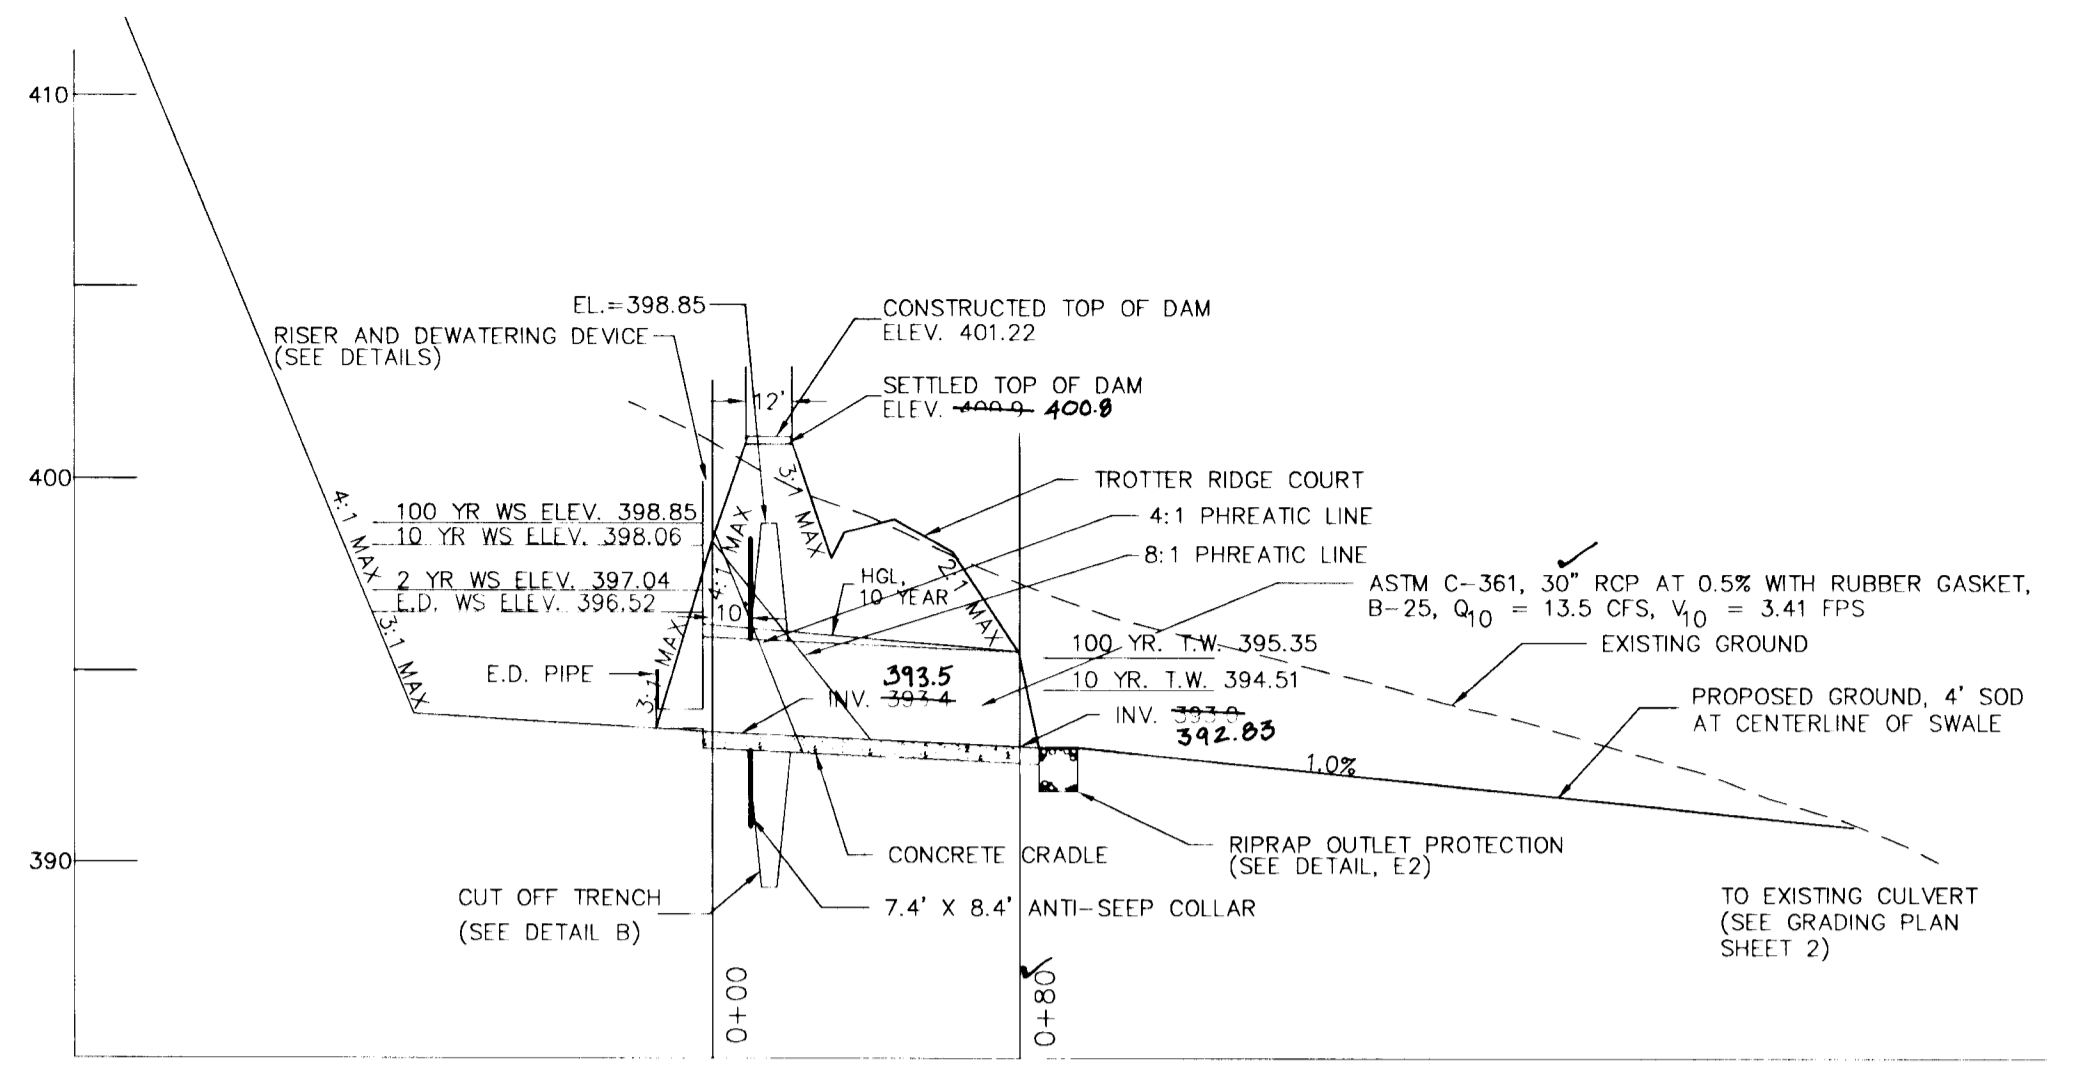 410
400
390
EL.=398.85
RISER AND DEWATERING DEVICE
(SEE DETAILS)
CONSTRUCTED TOP OF DAM
ELEV. 401.22
12'
SETTLED TOP OF DAM
ELEV. 400.9 400.8
TROTTER RIDGE COURT
4:1 PHREATIC LINE
8:1 PHREATIC LINE
100 YR WS ELEV. 398.85
10 YR WS ELEV. 398.06
2 YR WS ELEV. 397.04
E.D. WS ELEV. 396.52
4:1 MAX
3:1 MAX
4:1 MAX
3:1 MAX
3:1 MAX
2:1 MAX
10'
HGL,
10 YEAR
ASTM C-361, 30" RCP AT 0.5% WITH RUBBER GASKET,
B-25, Q10 = 13.5 CFS, V10 = 3.41 FPS
EXISTING GROUND
100 YR. T.W. 395.35
10 YR. T.W. 394.51
E.D. PIPE
393.5
INV. 393.4
INV. 393.0
392.83
PROPOSED GROUND, 4' SOD
AT CENTERLINE OF SWALE
1.0%
CONCRETE CRADLE
RIPRAP OUTLET PROTECTION
(SEE DETAIL, E2)
CUT OFF TRENCH
(SEE DETAIL B)
7.4' X 8.4' ANTI-SEEP COLLAR
TO EXISTING CULVERT
(SEE GRADING PLAN
SHEET 2)
0+00
0+80